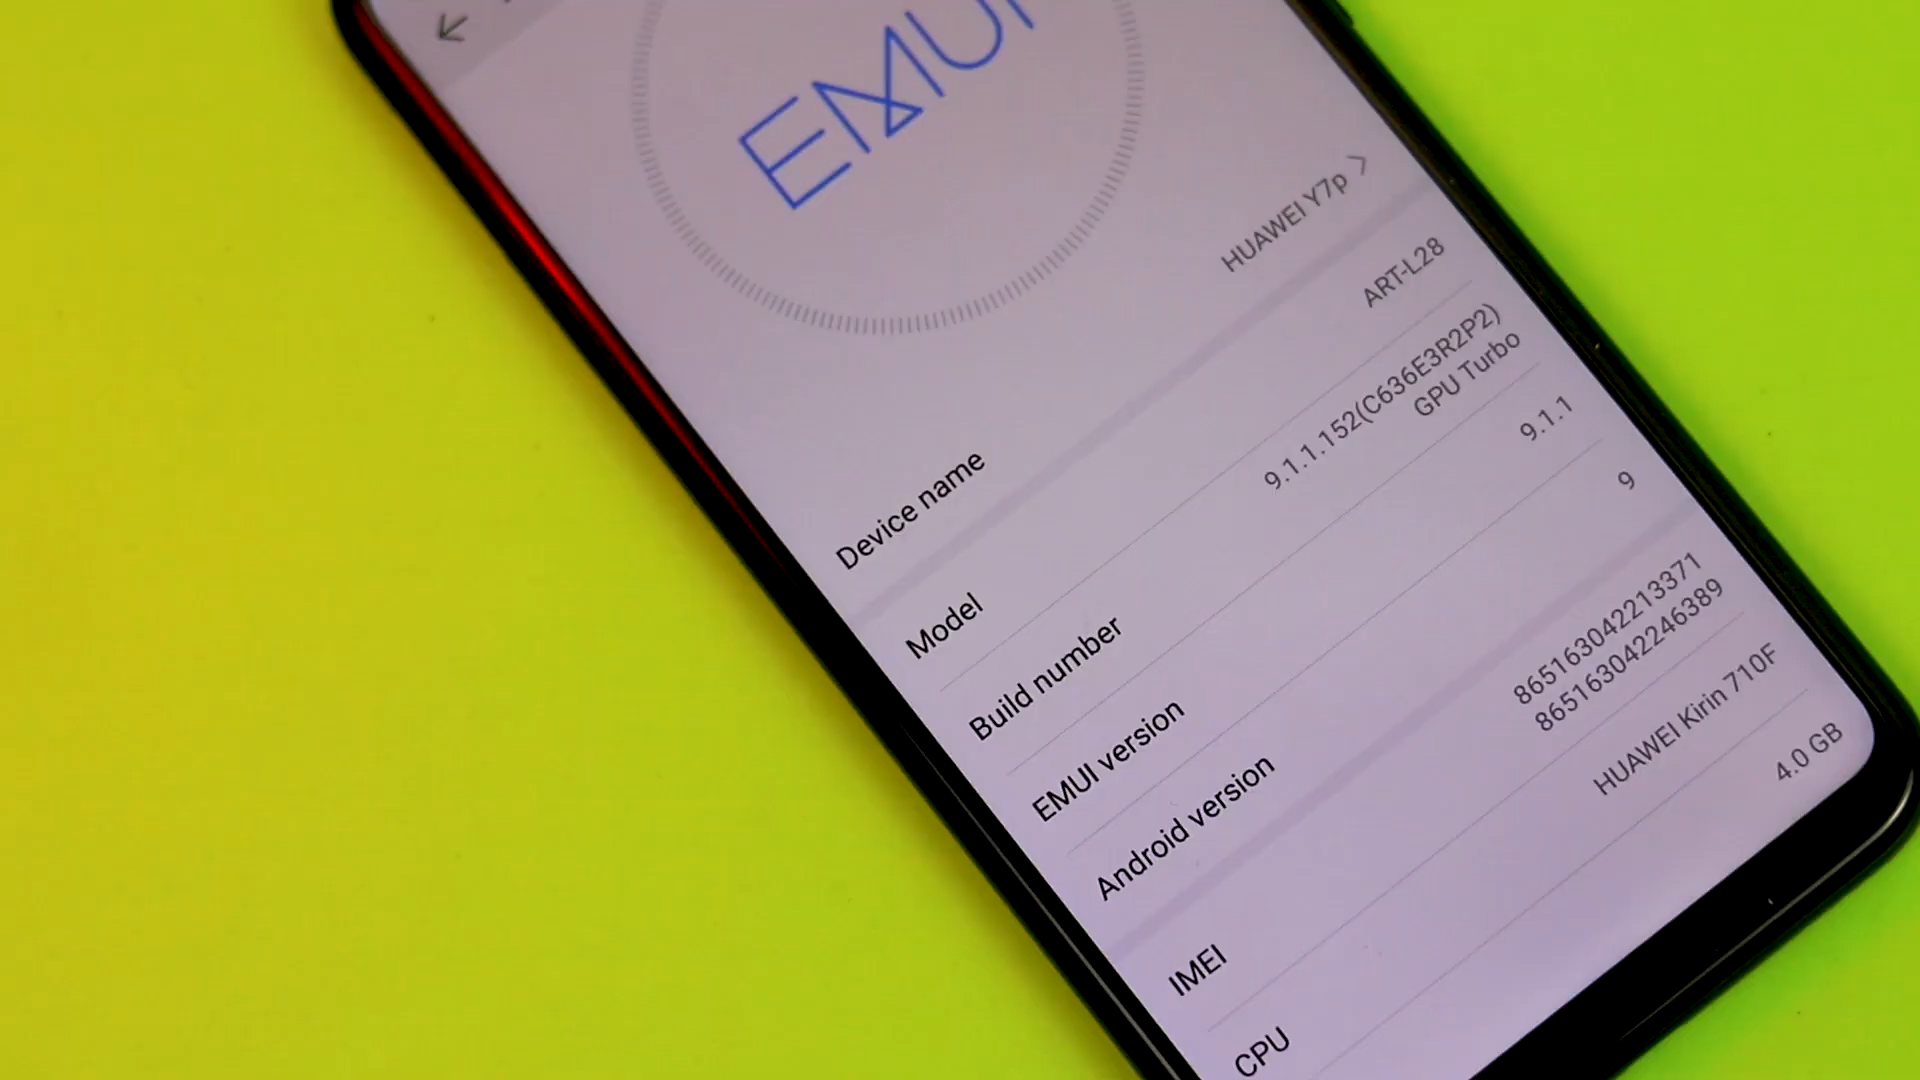 EMUI
Device name HUAWEI Y7p
Model ART-L28
Build number 9.1.1.152(C636E3R2P2)
GPU Turbo
EMUI version 9.1.1
Android version 9
IMEI 865163042213371
865163042246389
CPU HUAWEI Kirin 710F
4.0 GB